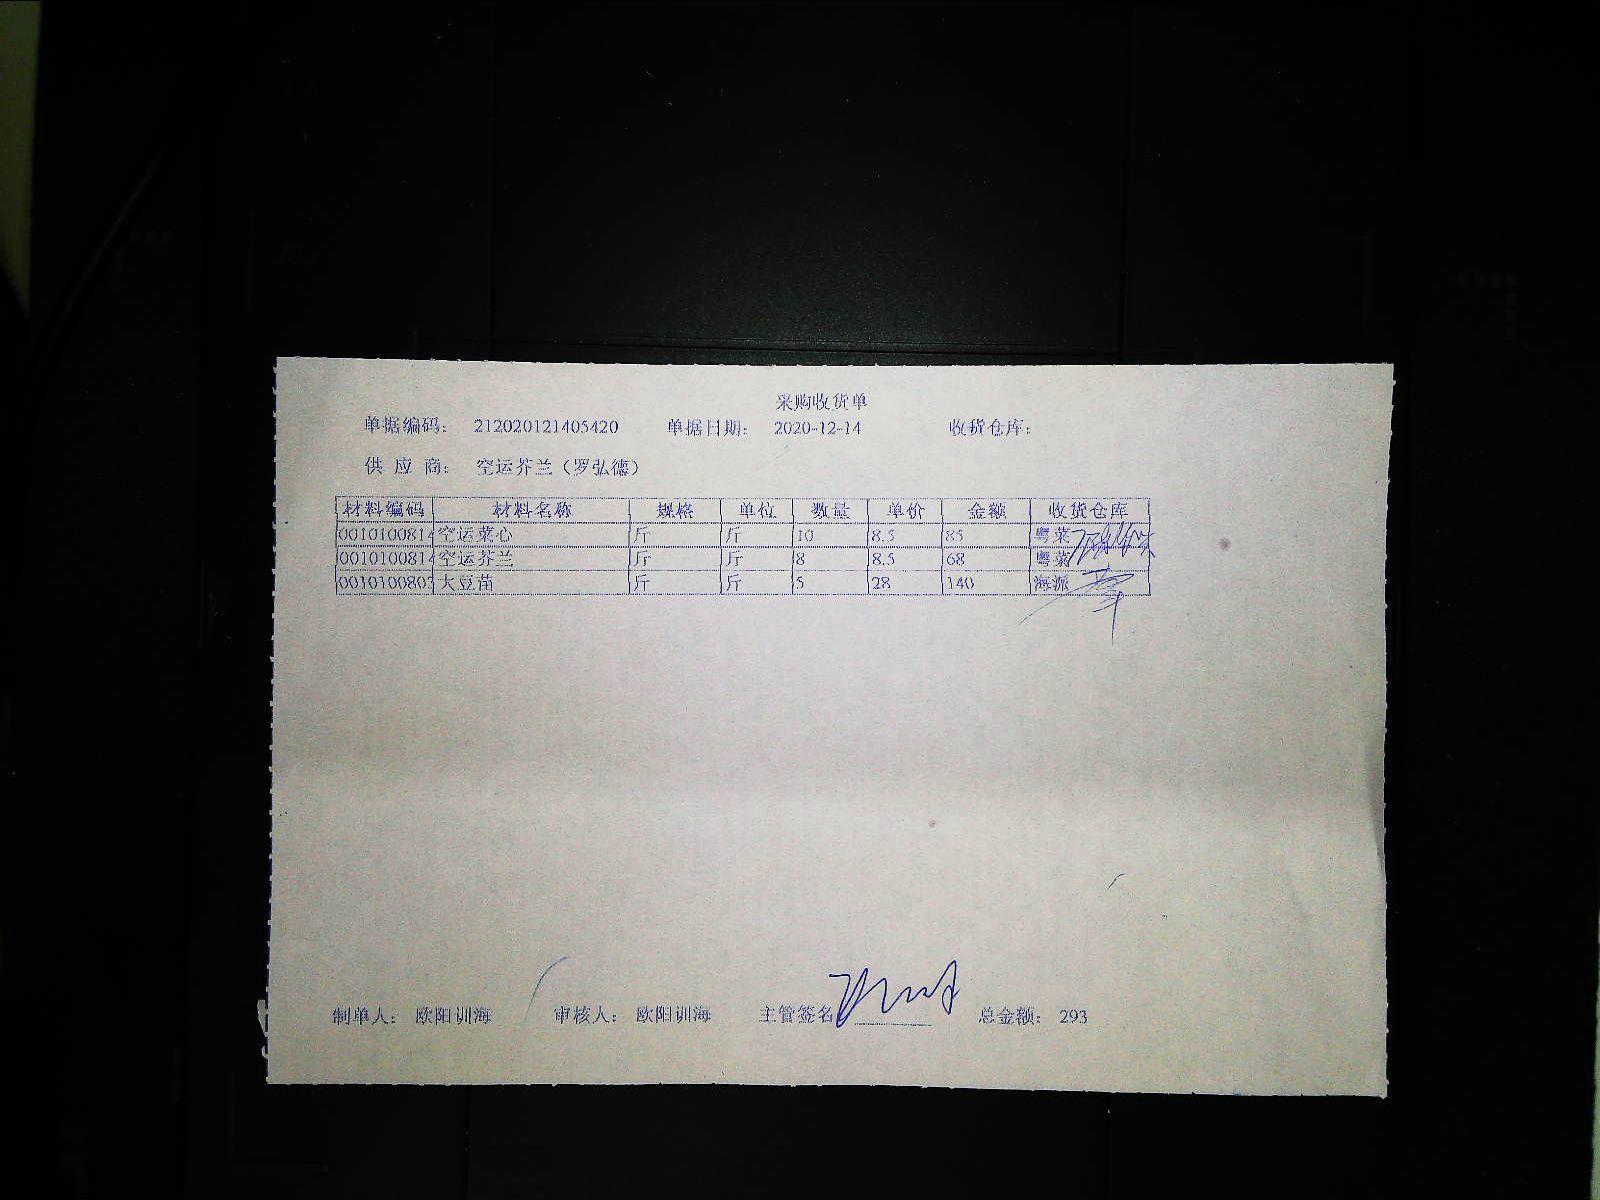 采购收货单
单据编码： 212020121405420 单据日期： 2020-12-14 收货仓库：
供 应 商： 空运芥兰（罗弘德）
材料编码 材料名称 规格 单位 数量 单价 金额 收货仓库
0010100814 空运菜心 斤 斤 10 8.5 85 粤菜
0010100814 空运芥兰 斤 斤 8 8.5 68 粤菜
0010100803 大豆苗 斤 斤 5 28 140 海派
制单人： 欧阳训海 审核人： 欧阳训海 主管签名 总金额： 293